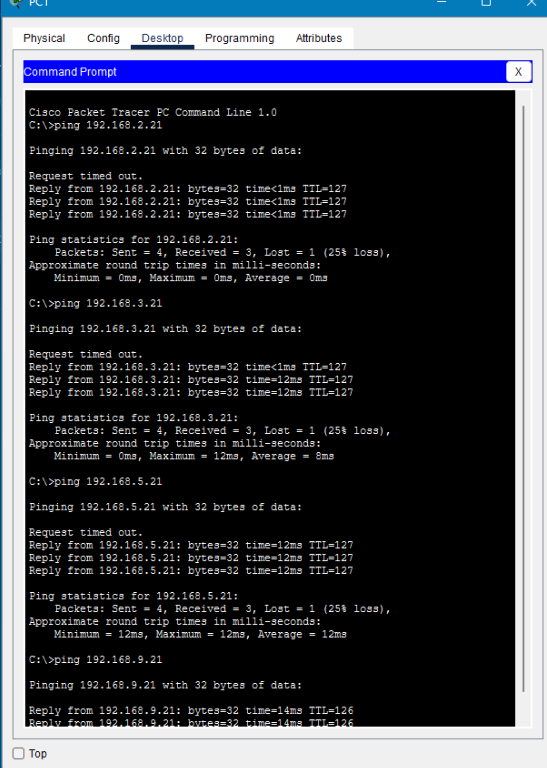 PC1
Physical Config Desktop Programming Attributes
Command Prompt
X
Cisco Packet Tracer PC Command Line 1.0
C:\>ping 192.168.2.21
Pinging 192.168.2.21 with 32 bytes of data:
Request timed out.
Reply from 192.168.2.21: bytes=32 time<1ms TTL=127
Reply from 192.168.2.21: bytes=32 time<1ms TTL=127
Reply from 192.168.2.21: bytes=32 time<1ms TTL=127
Ping statistics for 192.168.2.21:
Packets: Sent = 4, Received = 3, Lost = 1 (25% loss),
Approximate round trip times in milli-seconds:
Minimum = 0ms, Maximum = 0ms, Average = 0ms
C:\>ping 192.168.3.21
Pinging 192.168.3.21 with 32 bytes of data:
Request timed out.
Reply from 192.168.3.21: bytes=32 time<1ms TTL=127
Reply from 192.168.3.21: bytes=32 time=12ms TTL=127
Reply from 192.168.3.21: bytes=32 time=12ms TTL=127
Ping statistics for 192.168.3.21:
Packets: Sent = 4, Received = 3, Lost = 1 (25% loss),
Approximate round trip times in milli-seconds:
Minimum = 0ms, Maximum = 12ms, Average = 8ms
C:\>ping 192.168.5.21
Pinging 192.168.5.21 with 32 bytes of data:
Request timed out.
Reply from 192.168.5.21: bytes=32 time=12ms TTL=127
Reply from 192.168.5.21: bytes=32 time=12ms TTL=127
Reply from 192.168.5.21: bytes=32 time=12ms TTL=127
Ping statistics for 192.168.5.21:
Packets: Sent = 4, Received = 3, Lost = 1 (25% loss),
Approximate round trip times in milli-seconds:
Minimum = 12ms, Maximum = 12ms, Average = 12ms
C:\>ping 192.168.9.21
Pinging 192.168.9.21 with 32 bytes of data:
Reply from 192.168.9.21: bytes=32 time=14ms TTL=126
Reply from 192.168.9.21: bytes=32 time=14ms TTL=126
Top